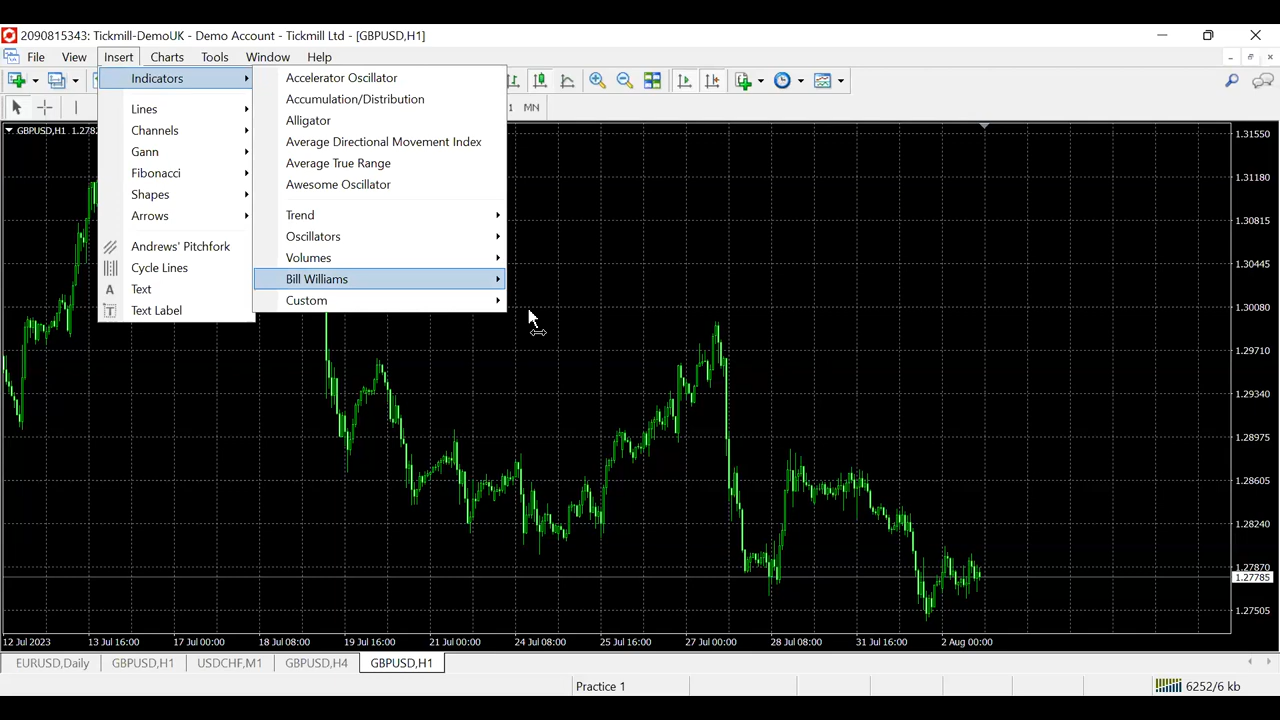 2090815343: Tickmill-DemoUK - Demo Account - Tickmill Ltd - [GBPUSD,H1]
File View Insert Charts Tools Window Help
Indicators
Lines
Channels
Gann
Fibonacci
Shapes
Arrows
Andrews' Pitchfork
Cycle Lines
A Text
T Text Label
Accelerator Oscillator
Accumulation/Distribution
Alligator
Average Directional Movement Index
Average True Range
Awesome Oscillator
Trend
Oscillators
Volumes
Bill Williams
Custom
MN
GBPUSD,H1
1.31550
1.31180
1.30815
1.30445
1.30080
1.29710
1.29340
1.28975
1.28605
1.28240
1.27870
1.27785
1.27505
12 Jul 2023 13 Jul 16:00 17 Jul 00:00 18 Jul 08:00 19 Jul 16:00 21 Jul 00:00 24 Jul 08:00 25 Jul 16:00 27 Jul 00:00 28 Jul 08:00 31 Jul 16:00 2 Aug 00:00
EURUSD,Daily GBPUSD,H1 USDCHF,M1 GBPUSD,H4 GBPUSD,H1
Practice 1 6252/6 kb